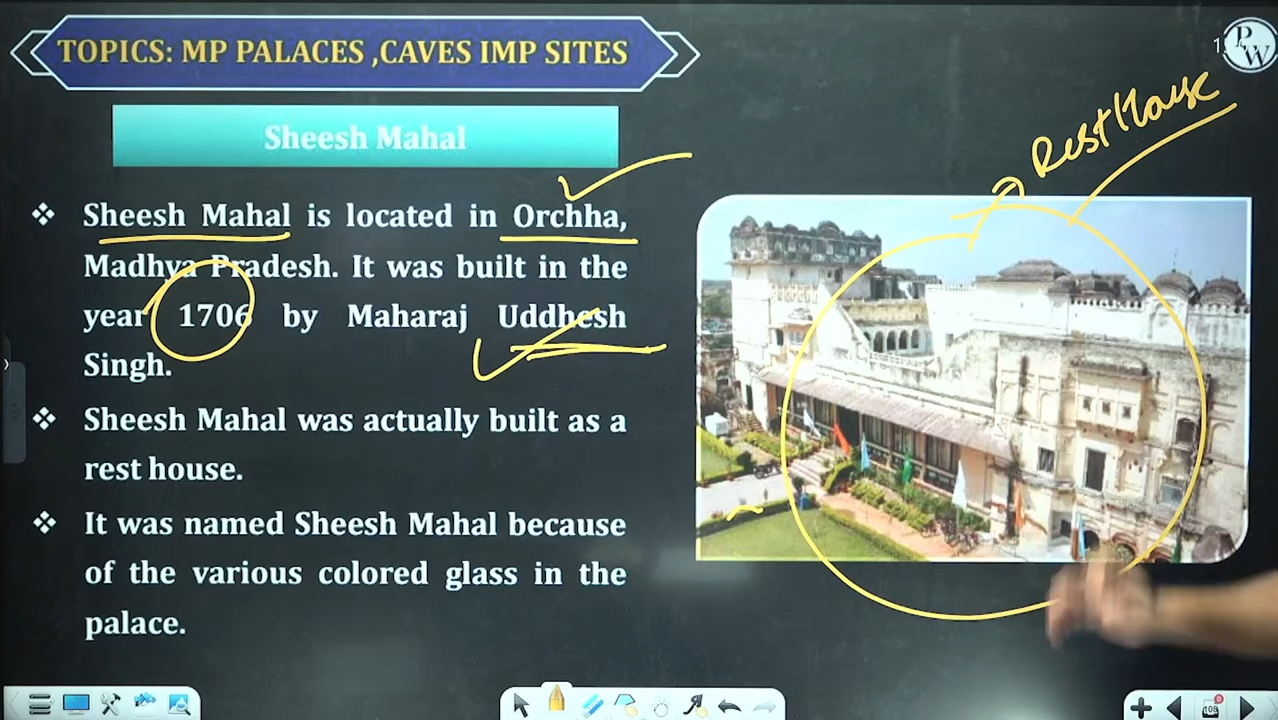 TOPICS: MP PALACES ,CAVES IMP SITES
PW
Sheesh Mahal
Rest House
❖ Sheesh Mahal is located in Orchha,
Madhya Pradesh. It was built in the
year 1706 by Maharaj Uddhesh
Singh.
❖ Sheesh Mahal was actually built as a
rest house.
❖ It was named Sheesh Mahal because
of the various colored glass in the
palace.
108